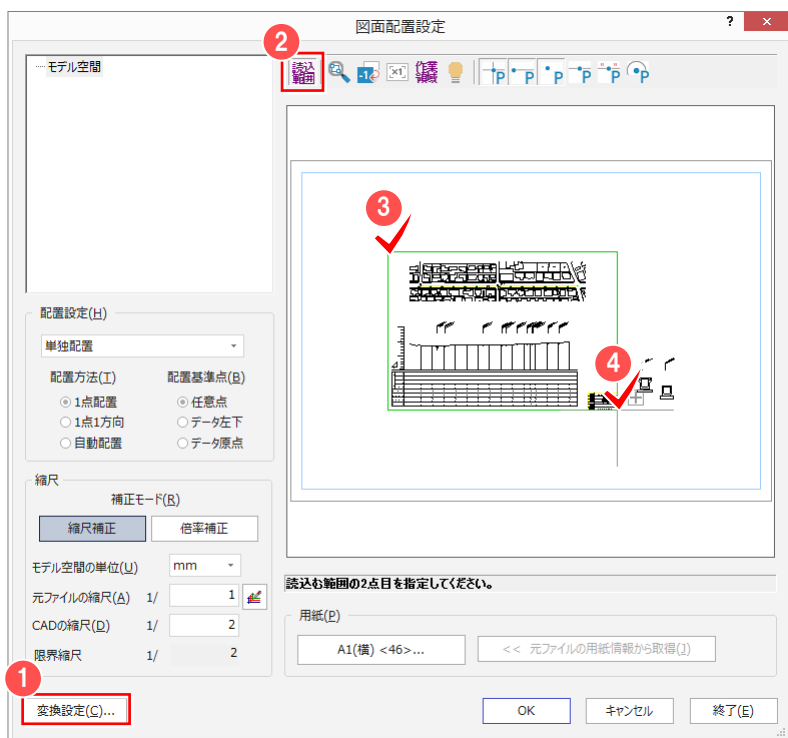 図面配置設定
?
×
2
モデル空間
読込
範囲
-1
[×1]
作業
領域
P P P P P P
3
4
配置設定(H)
単独配置
配置方法(T) 配置基準点(B)
1点配置 任意点
1点1方向 データ左下
自動配置 データ原点
縮尺
補正モード(R)
縮尺補正 倍率補正
モデル空間の単位(U) mm
元ファイルの縮尺(A) 1/ 1
CADの縮尺(D) 1/ 2
限界縮尺 1/ 2
読込む範囲の2点目を指定してください。
用紙(P)
A1(横) <46>... << 元ファイルの用紙情報から取得(J)
1
変換設定(C)... OK キャンセル 終了(E)